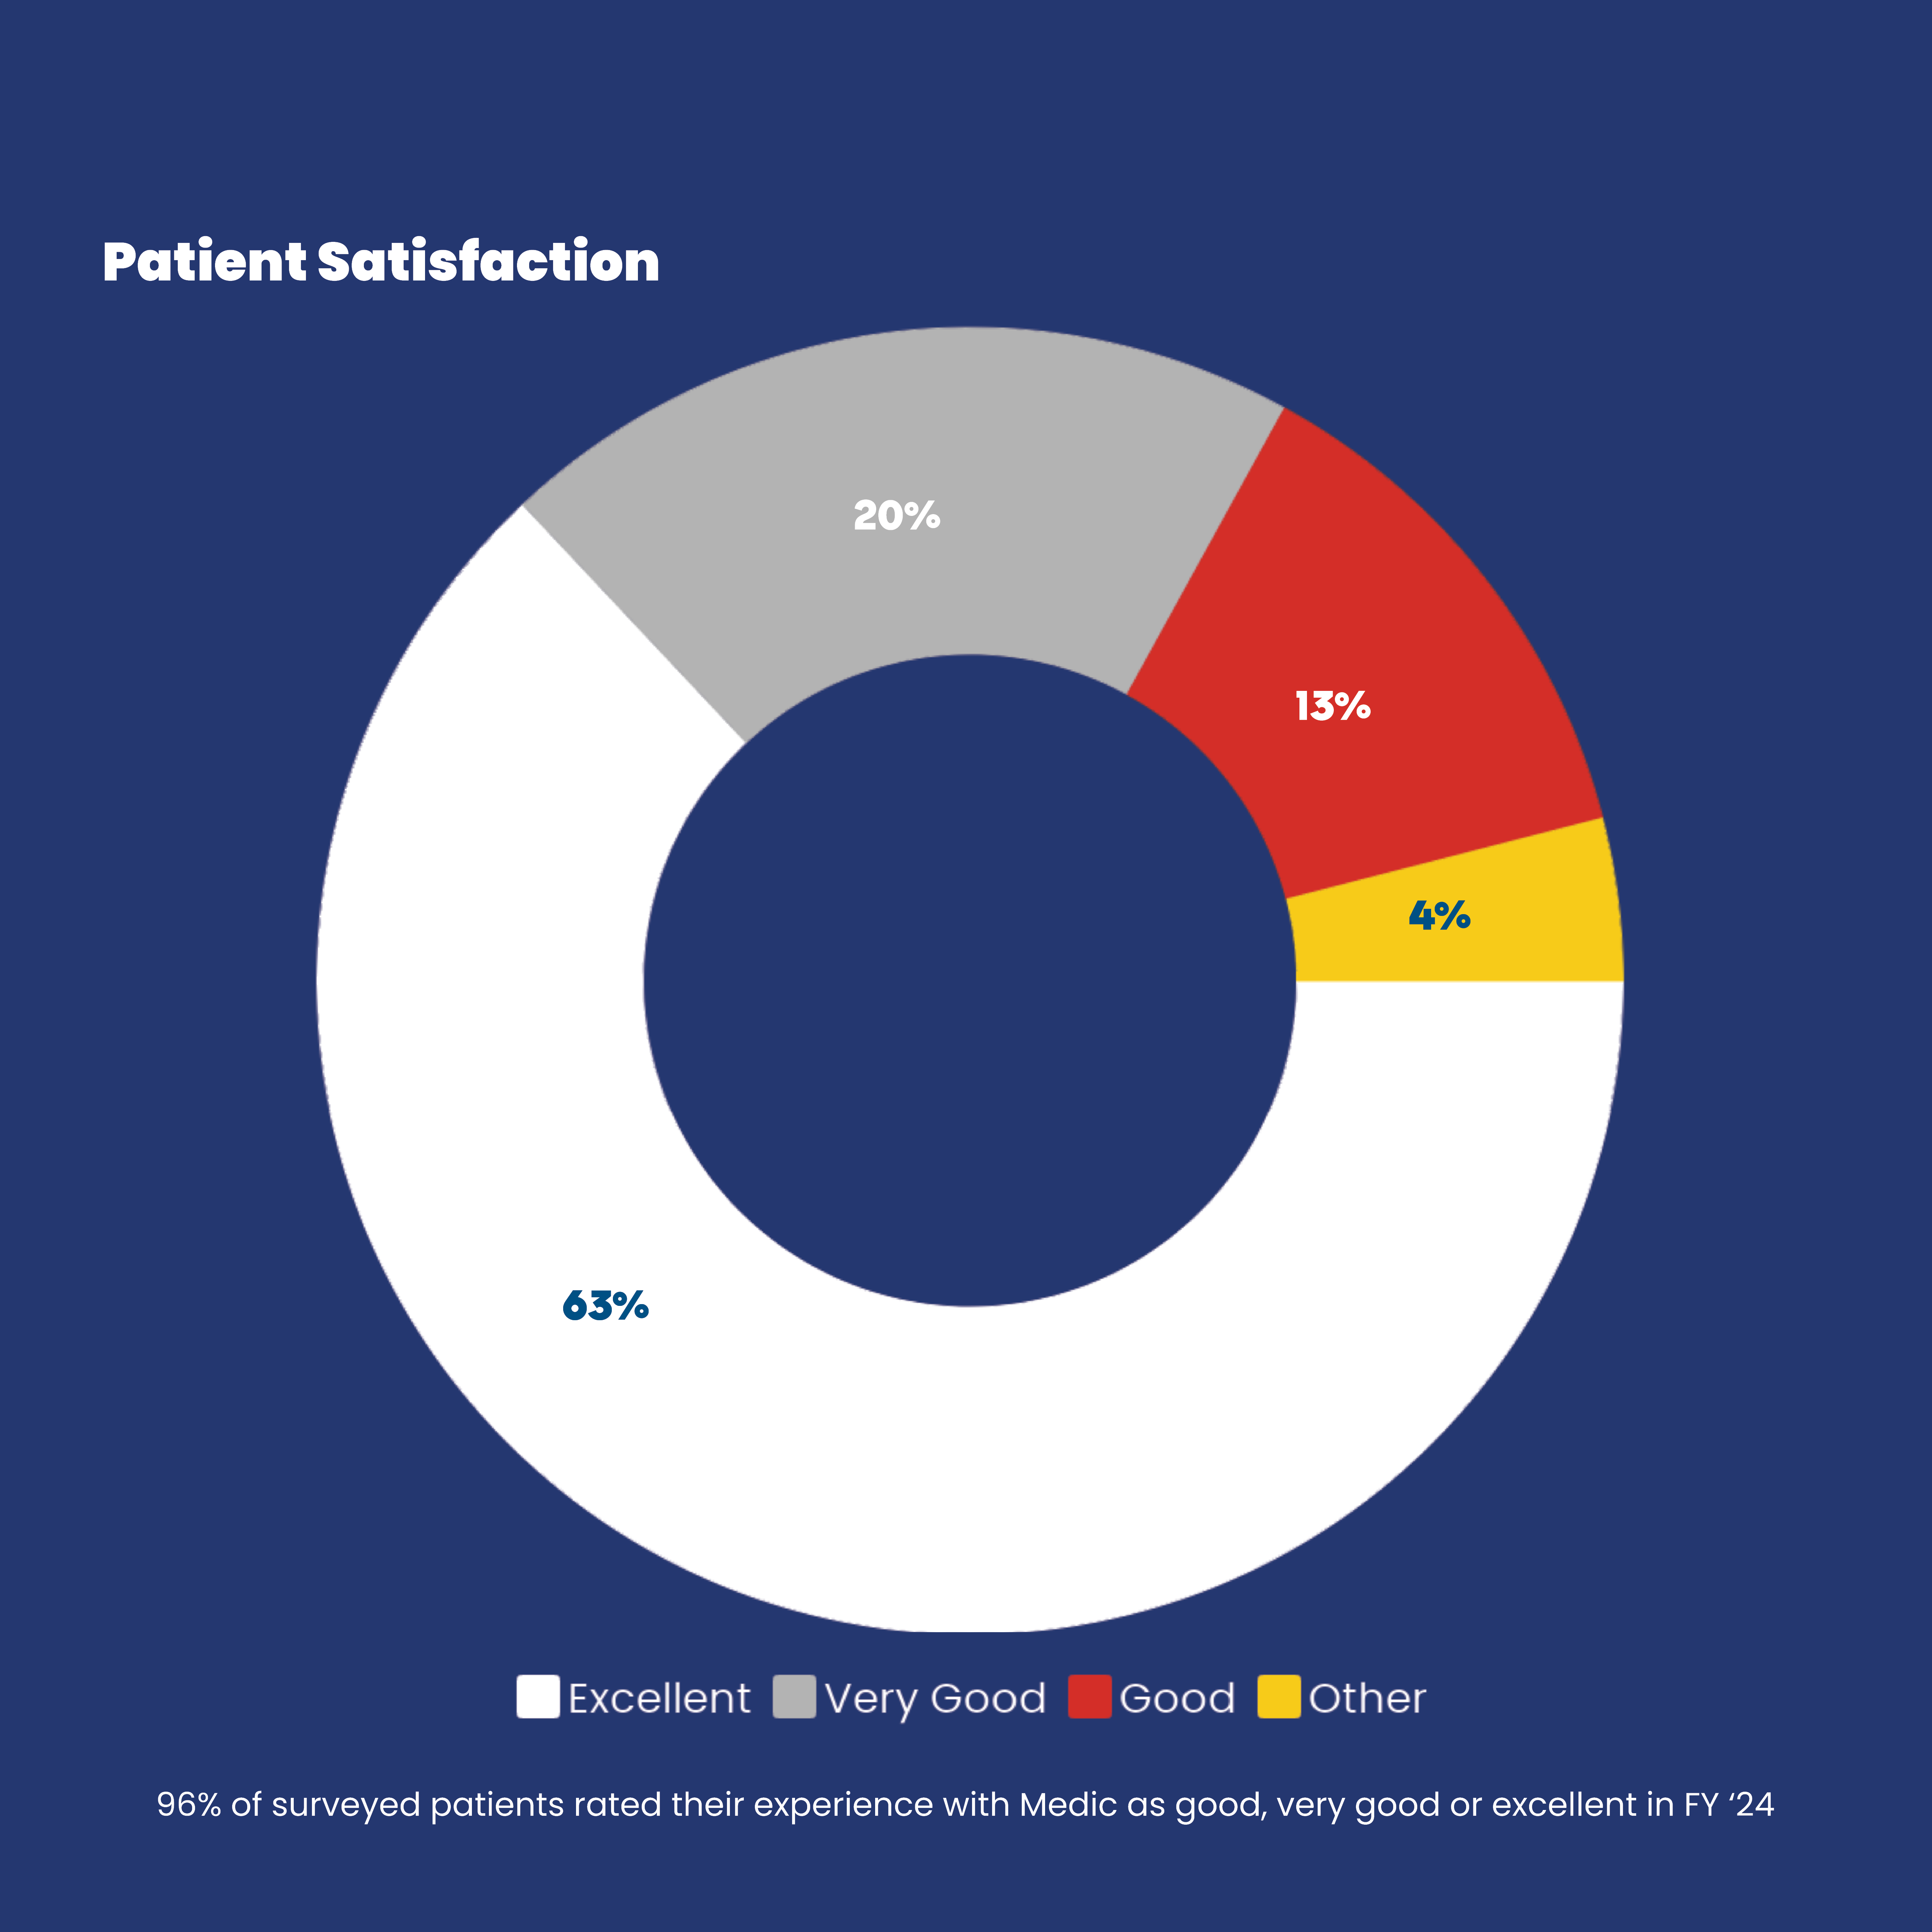 Patient Satisfaction
20%
13%
4%
63%
Excellent Very Good Good Other
96% of surveyed patients rated their experience with Medic as good, very good or excellent in FY ‘24